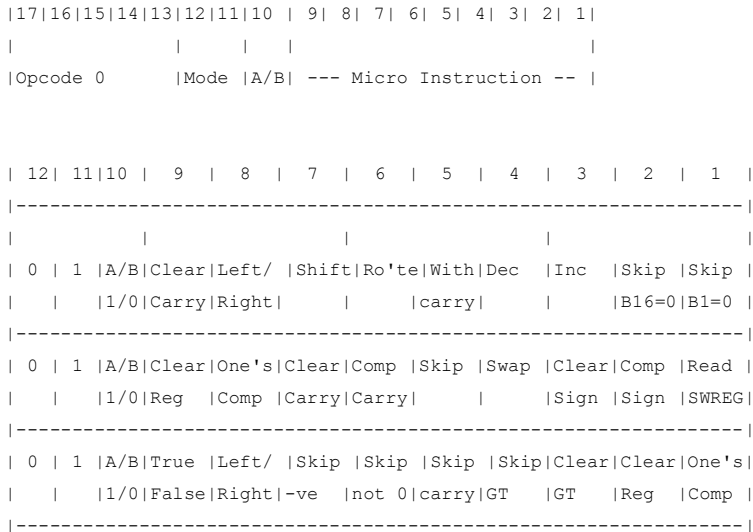 |17|16|15|14|13|12|11|10 | 9| 8| 7| 6| 5| 4| 3| 2| 1|
|              |     |   |                          |
|Opcode 0      |Mode |A/B| --- Micro Instruction -- |
| 12| 11|10 |  9  |  8  |  7  |  6  |  5  |  4  |  3  |  2  |  1  |
|-----------------------------------------------------------------|
|           |                 |                 |                 |
| 0 | 1 |A/B|Clear|Left/ |Shift|Ro'te|With|Dec  |Inc  |Skip |Skip |
|   |   |1/0|Carry|Right|     |     |carry|     |     |B16=0|B1=0 |
|-----------------------------------------------------------------|
| 0 | 1 |A/B|Clear|One's|Clear|Comp |Skip |Swap |Clear|Comp |Read |
|   |   |1/0|Reg  |Comp |Carry|Carry|     |     |Sign |Sign |SWREG|
|-----------------------------------------------------------------|
| 0 | 1 |A/B|True |Left/ |Skip |Skip |Skip |Skip|Clear|Clear|One's|
|   |   |1/0|False|Right|-ve  |not 0|carry|GT   |GT   |Reg  |Comp |
|-----------------------------------------------------------------|